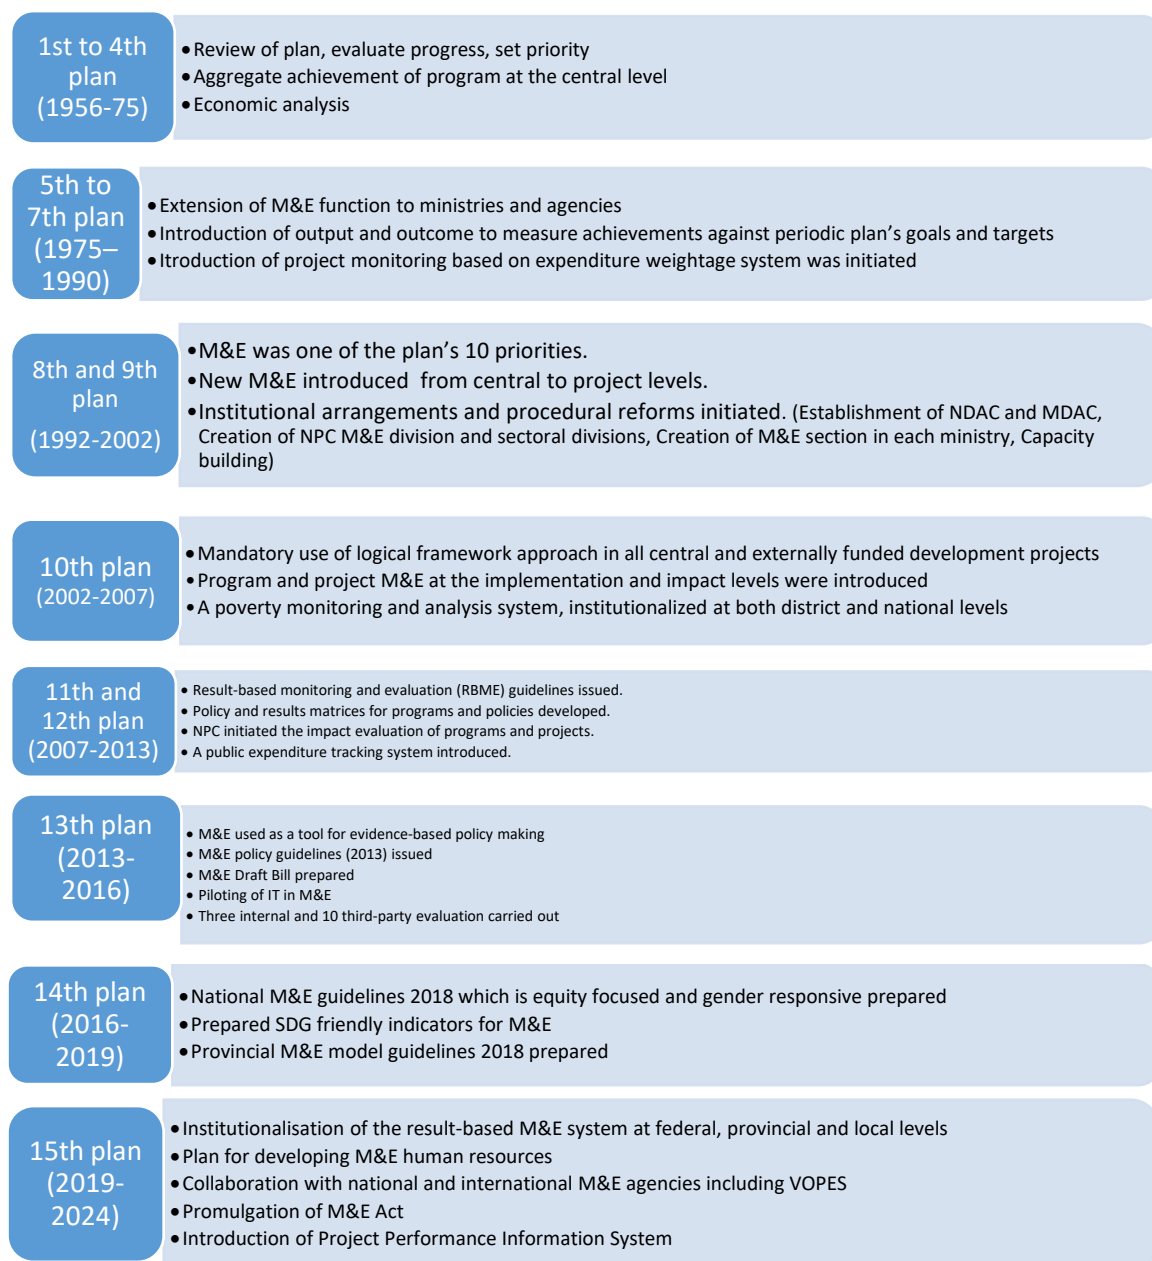 1st to 4th
plan
(1956-75)
• Review of plan, evaluate progress, set priority
• Aggregate achievement of program at the central level
• Economic analysis
5th to
7th plan
(1975–
1990)
• Extension of M&E function to ministries and agencies
• Introduction of output and outcome to measure achievements against periodic plan's goals and targets
• Itroduction of project monitoring based on expenditure weightage system was initiated
8th and 9th
plan
(1992-2002)
• M&E was one of the plan's 10 priorities.
• New M&E introduced from central to project levels.
• Institutional arrangements and procedural reforms initiated. (Establishment of NDAC and MDAC,
Creation of NPC M&E division and sectoral divisions, Creation of M&E section in each ministry, Capacity
building)
10th plan
(2002-2007)
• Mandatory use of logical framework approach in all central and externally funded development projects
• Program and project M&E at the implementation and impact levels were introduced
• A poverty monitoring and analysis system, institutionalized at both district and national levels
11th and
12th plan
(2007-2013)
• Result-based monitoring and evaluation (RBME) guidelines issued.
• Policy and results matrices for programs and policies developed.
• NPC initiated the impact evaluation of programs and projects.
• A public expenditure tracking system introduced.
13th plan
(2013-
2016)
• M&E used as a tool for evidence-based policy making
• M&E policy guidelines (2013) issued
• M&E Draft Bill prepared
• Piloting of IT in M&E
• Three internal and 10 third-party evaluation carried out
14th plan
(2016-
2019)
• National M&E guidelines 2018 which is equity focused and gender responsive prepared
• Prepared SDG friendly indicators for M&E
• Provincial M&E model guidelines 2018 prepared
15th plan
(2019-
2024)
• Institutionalisation of the result-based M&E system at federal, provincial and local levels
• Plan for developing M&E human resources
• Collaboration with national and international M&E agencies including VOPES
• Promulgation of M&E Act
• Introduction of Project Performance Information System